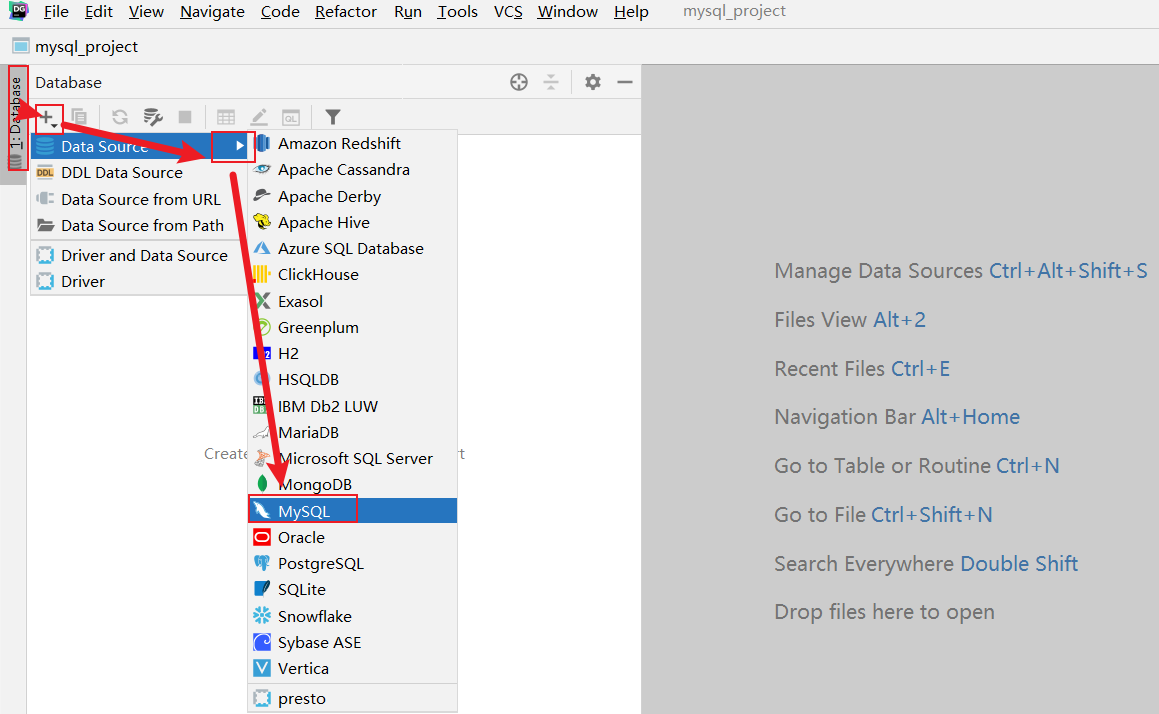 DG File Edit View Navigate Code Refactor Run Tools VCS Window Help mysql_project
mysql_project
1: Database
Database
QL
Data Source
DDL DDL Data Source
Data Source from URL
Data Source from Path
Driver and Data Source
Driver
Amazon Redshift
Apache Cassandra
Apache Derby
Apache Hive
Azure SQL Database
ClickHouse
Exasol
Greenplum
H2
HSQLDB
IBM Db2 LUW
MariaDB
Microsoft SQL Server
MongoDB
MySQL
Oracle
PostgreSQL
SQLite
Snowflake
Sybase ASE
Vertica
presto
Manage Data Sources Ctrl+Alt+Shift+S
Files View Alt+2
Recent Files Ctrl+E
Navigation Bar Alt+Home
Go to Table or Routine Ctrl+N
Go to File Ctrl+Shift+N
Search Everywhere Double Shift
Drop files here to open